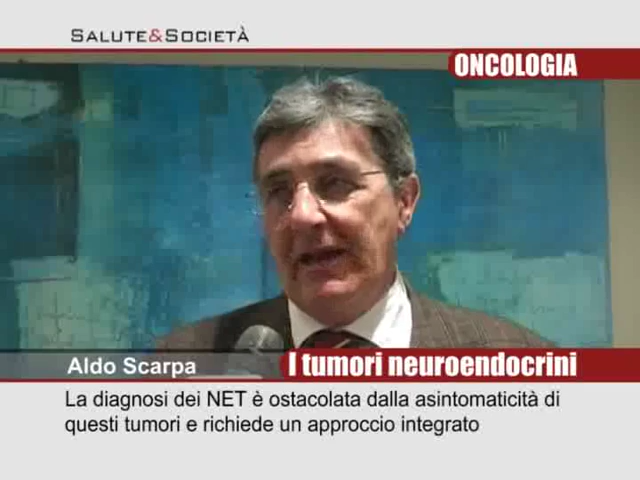 SALUTE&SOCIETÀ
ONCOLOGIA
Aldo Scarpa
I tumori neuroendocrini
La diagnosi dei NET è ostacolata dalla asintomaticità di
questi tumori e richiede un approccio integrato